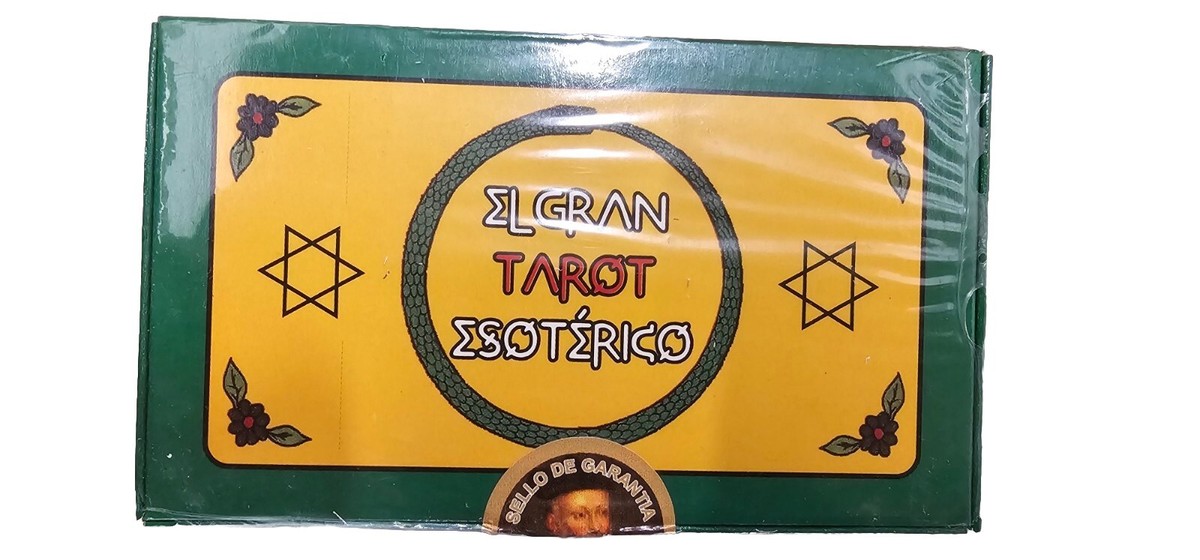 EL GRAN
TAROT
ESOTÉRICO
SELLO DE GARANTIA